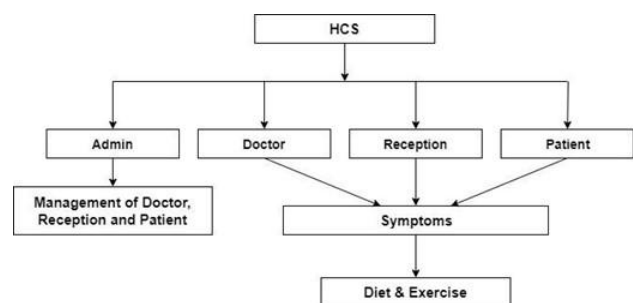 HCS
Admin
Doctor
Reception
Patient
Management of Doctor,
Reception and Patient
Symptoms
Diet & Exercise